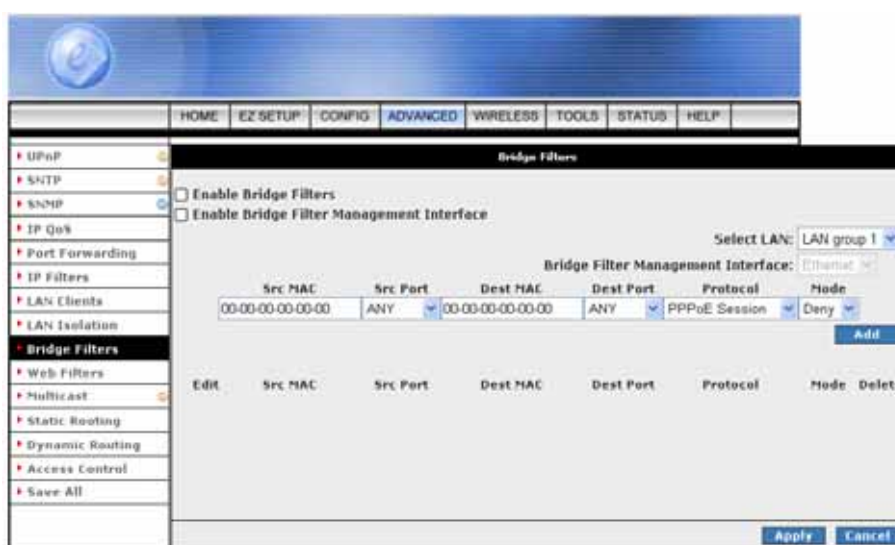 HOME EZ SETUP CONFIG ADVANCED WIRELESS TOOLS STATUS HELP
UPnP
SNTP
SNMP
IP QoS
Port Forwarding
IP Filters
LAN Clients
LAN Isolation
Bridge Filters
Web Filters
Multicast
Static Routing
Dynamic Routing
Access Control
Save All
Bridge Filters
Enable Bridge Filters
Enable Bridge Filter Management Interface
Select LAN: LAN group 1
Bridge Filter Management Interface: Ethernet
Src MAC Src Port Dest MAC Dest Port Protocol Mode
00-00-00-00-00-00 ANY 00-00-00-00-00-00 ANY PPPoE Session Deny
Add
Edit Src MAC Src Port Dest MAC Dest Port Protocol Mode Delet
Apply Cancel